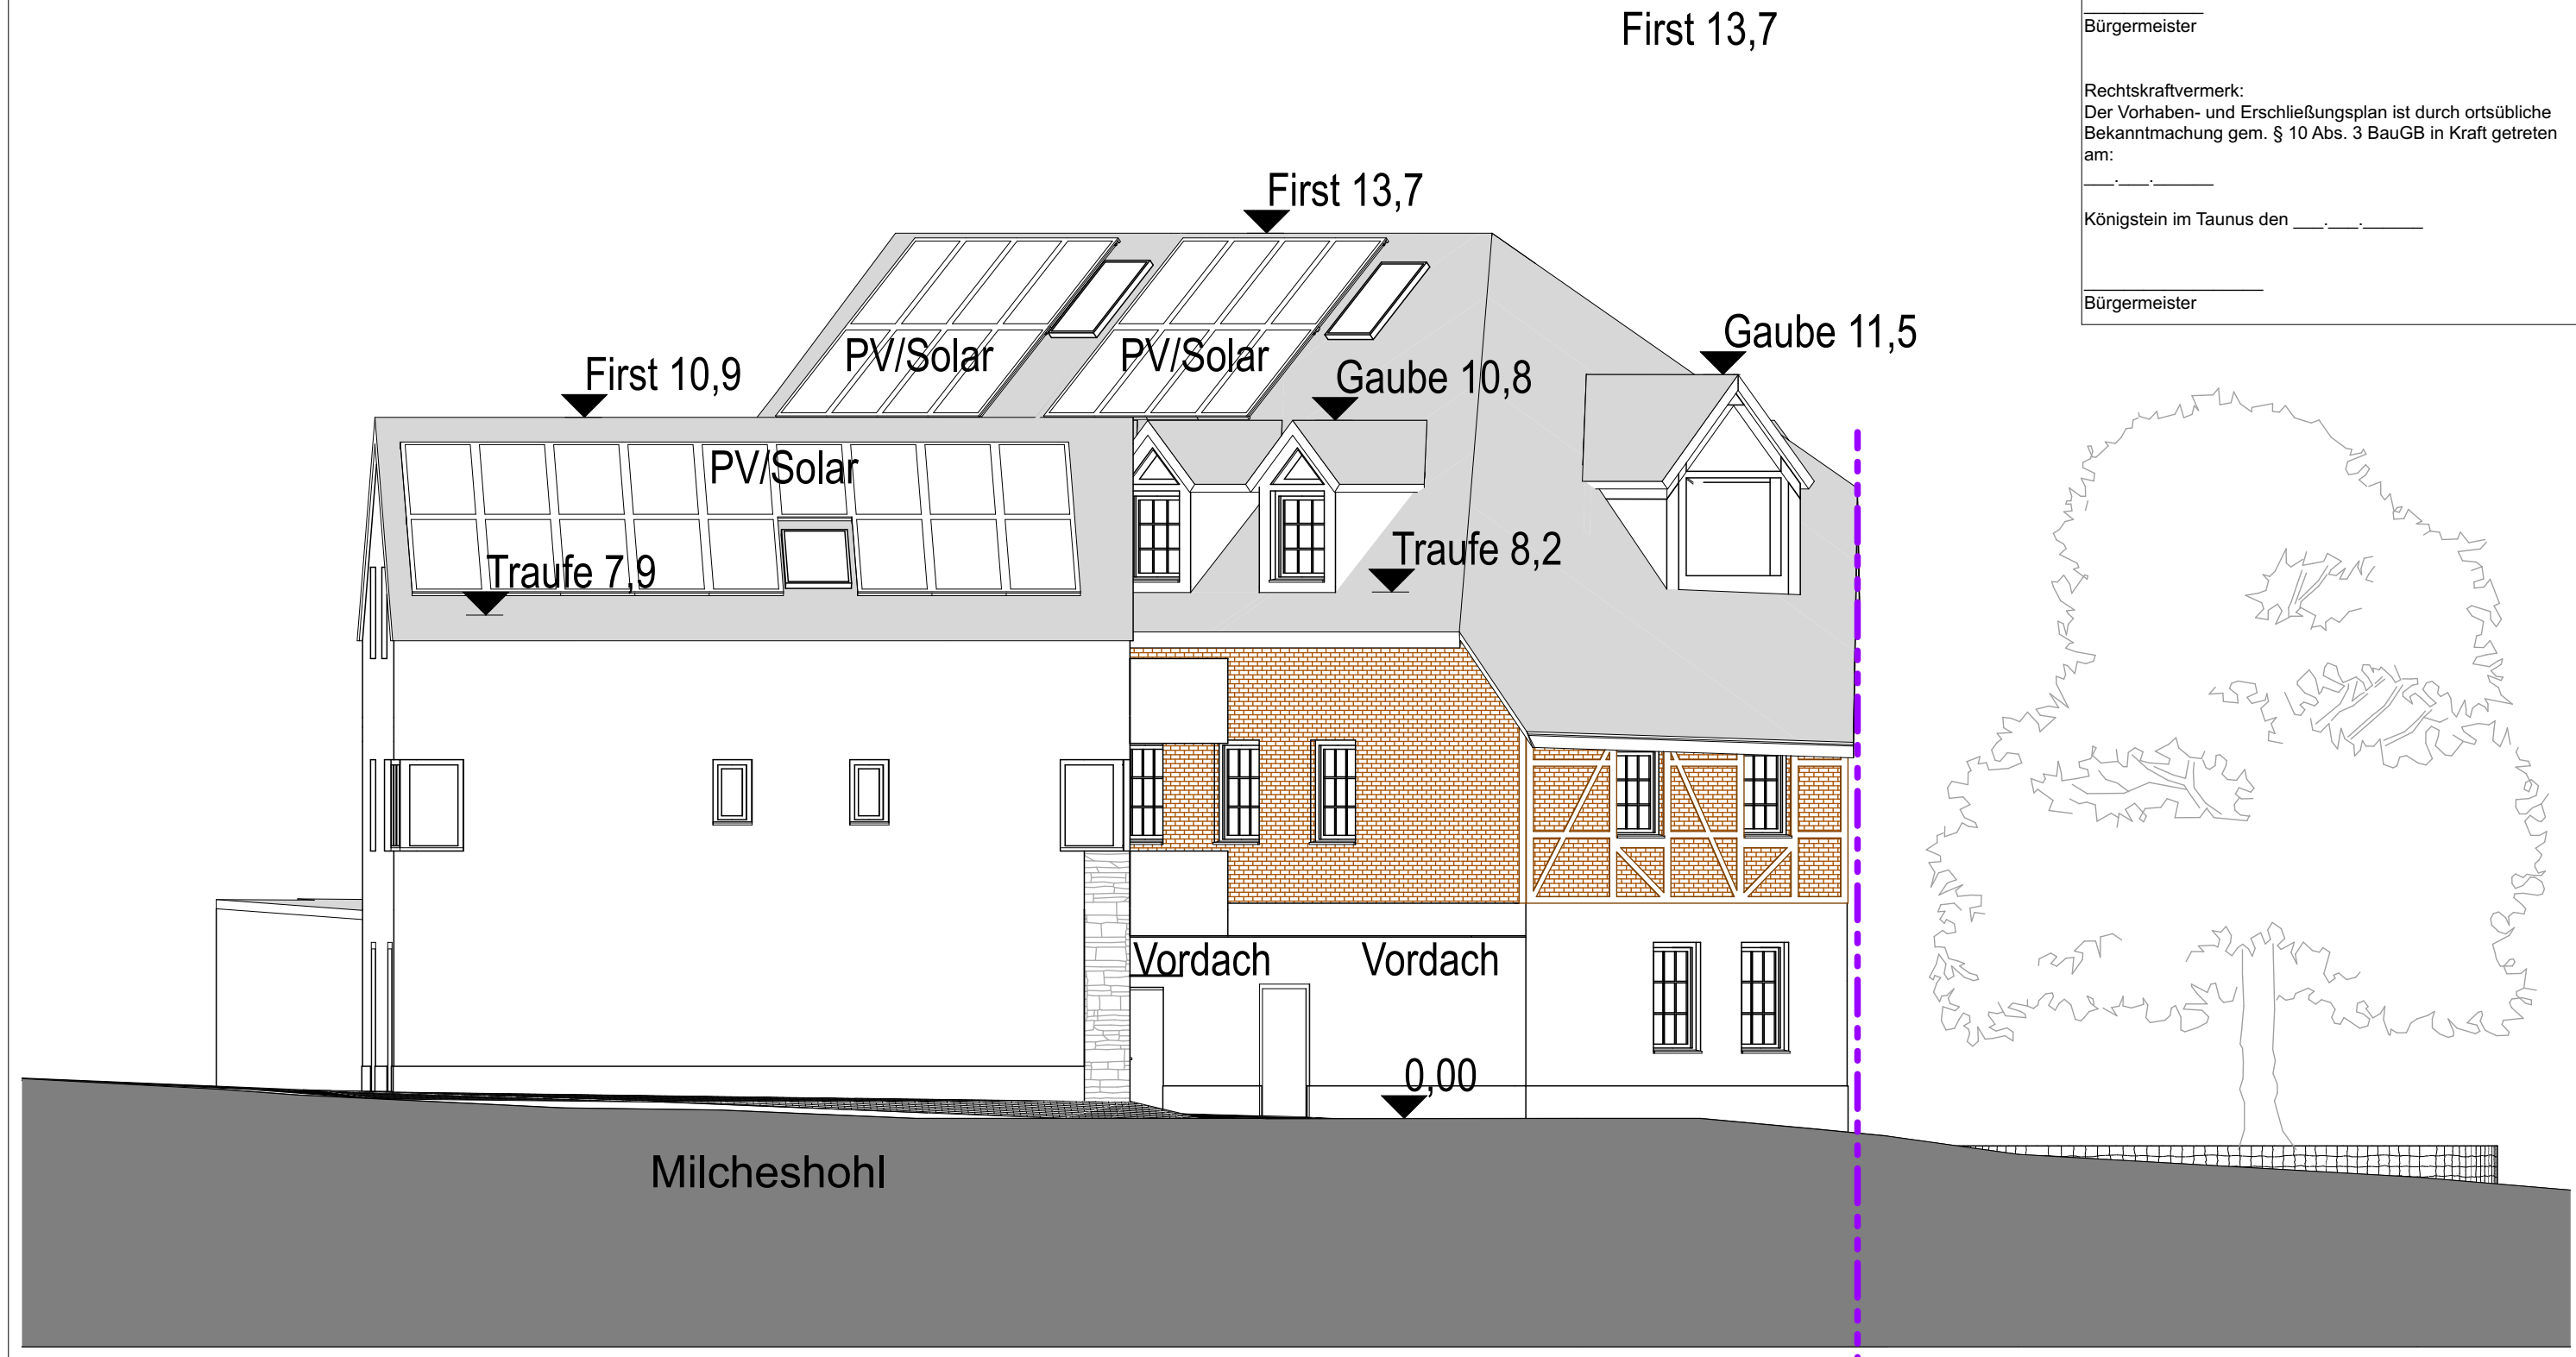 First 13,7
Bürgermeister
Rechtskraftvermerk:
Der Vorhaben- und Erschließungsplan ist durch ortsübliche
Bekanntmachung gem. § 10 Abs. 3 BauGB in Kraft getreten
am:
___.___.______
Königstein im Taunus den ___.___.______
Bürgermeister
First 13,7
Gaube 11,5
PV/Solar
PV/Solar
First 10,9
Gaube 10,8
PV/Solar
Traufe 8,2
Traufe 7,9
Vordach
Vordach
0,00
Milcheshohl